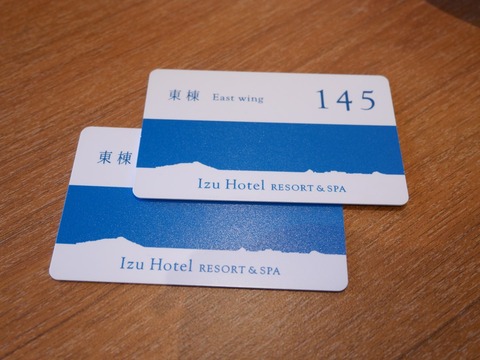 東棟 East wing 145
Izu Hotel RESORT & SPA
東棟
Izu Hotel RESORT & SPA